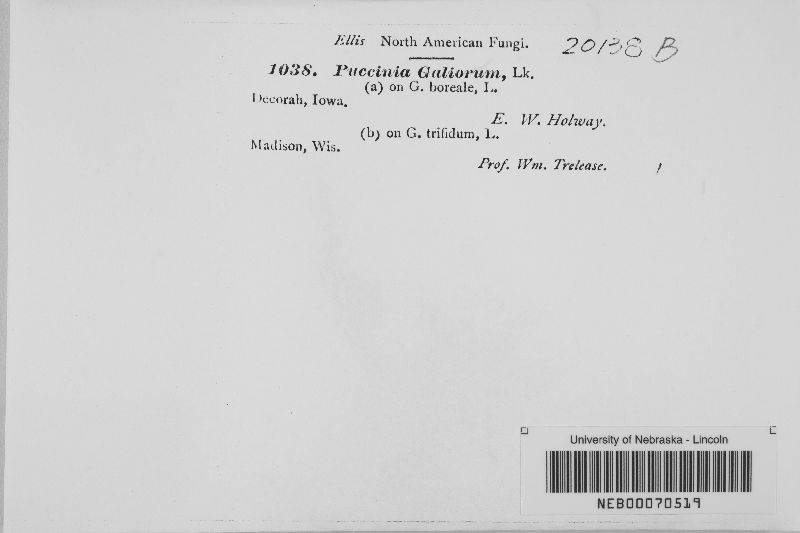 Ellis North American Fungi. 20138 B
1038. Puccinia Galiorum, Lk.
(a) on G. boreale, L.
Decorah, Iowa.
E. W. Holway.
(b) on G. trifidum, L.
Madison, Wis.
Prof. Wm. Trelease.
University of Nebraska - Lincoln
NEB00070519